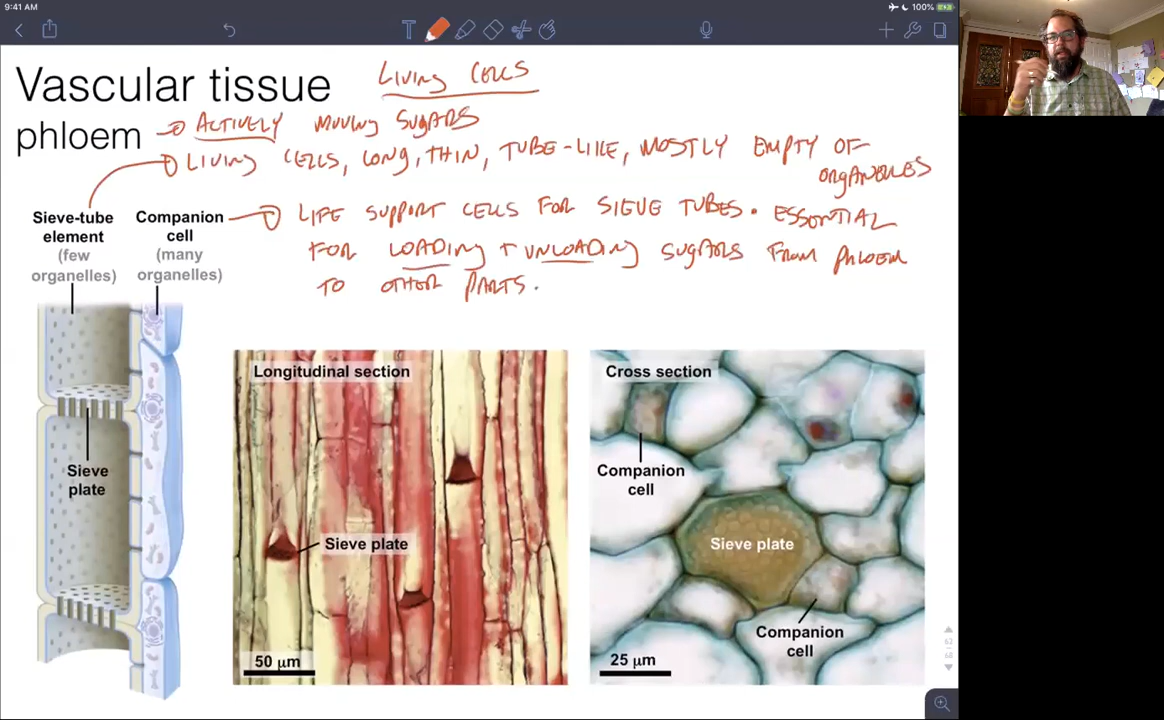 9:41 AM
100%
T
Vascular tissue
LIVING CELLS
phloem
→ ACTIVELY MOVING SUGARS
LIVING CELLS, LONG, THIN, TUBE-LIKE, MOSTLY EMPTY OF
ORGANELLES
Sieve-tube
element
(few
organelles)
Companion
cell
(many
organelles)
LIFE SUPPORT CELLS FOR SIEVE TUBES. ESSENTIAL
FOR LOADING + UNLOADING SUGARS FROM PHLOEM
TO OTHER PARTS.
Sieve
plate
Longitudinal section
Sieve plate
50 µm
Cross section
Companion
cell
Sieve plate
Companion
cell
25 µm